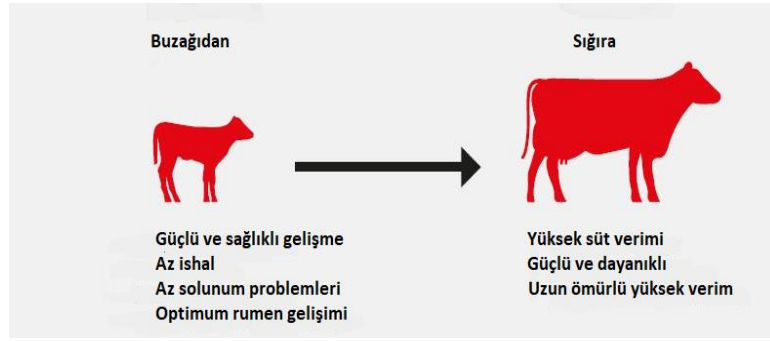 Buzağıdan
Sığıra
Güçlü ve sağlıklı gelişme
Az ishal
Az solunum problemleri
Optimum rumen gelişimi
Yüksek süt verimi
Güçlü ve dayanıklı
Uzun ömürlü yüksek verim